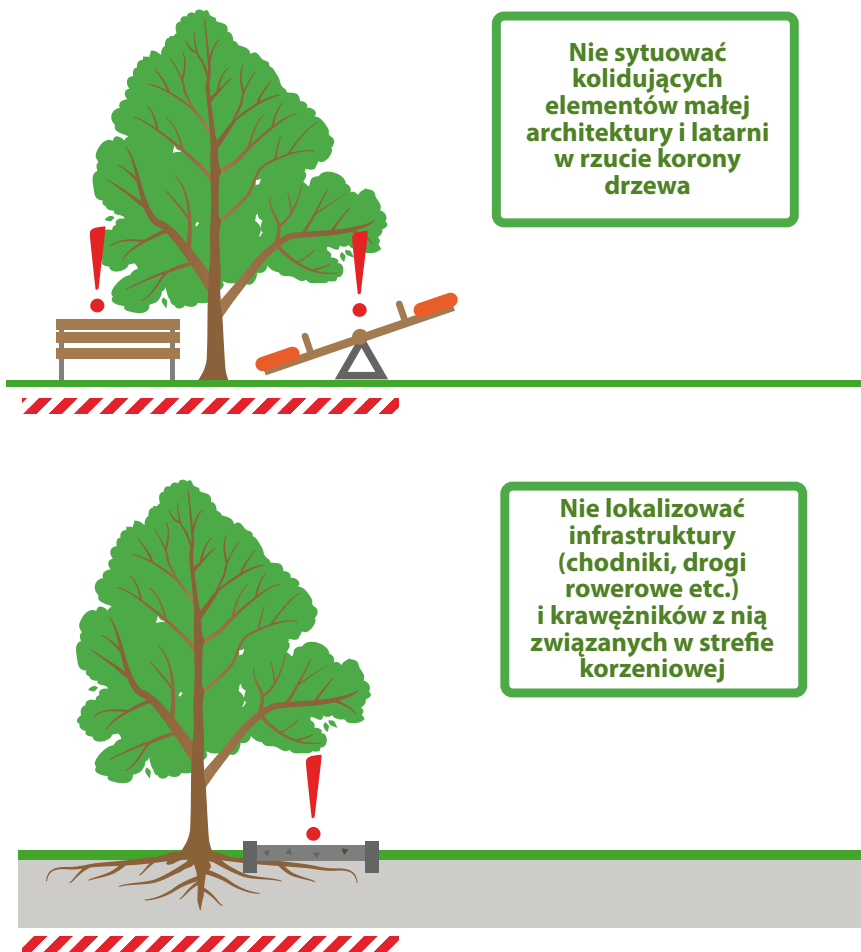 Nie sytuować
kolidujących
elementów małej
architektury i latarni
w rzucie korony
drzewa
Nie lokalizować
infrastruktury
(chodniki, drogi
rowerowe etc.)
i krawężników z nią
związanych w strefie
korzeniowej